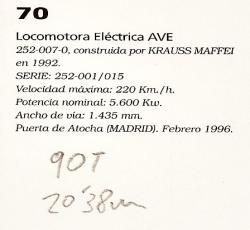 70
Locomotora Eléctrica AVE
252-007-0, construida por KRAUSS MAFFEI
en 1992.
SERIE: 252-001/015
Velocidad máxima: 220 Km./h.
Potencia nominal: 5.600 Kw.
Ancho de via: 1.435 mm.
Puerta de Atocha (MADRID). Febrero 1996.
90T
20'38m